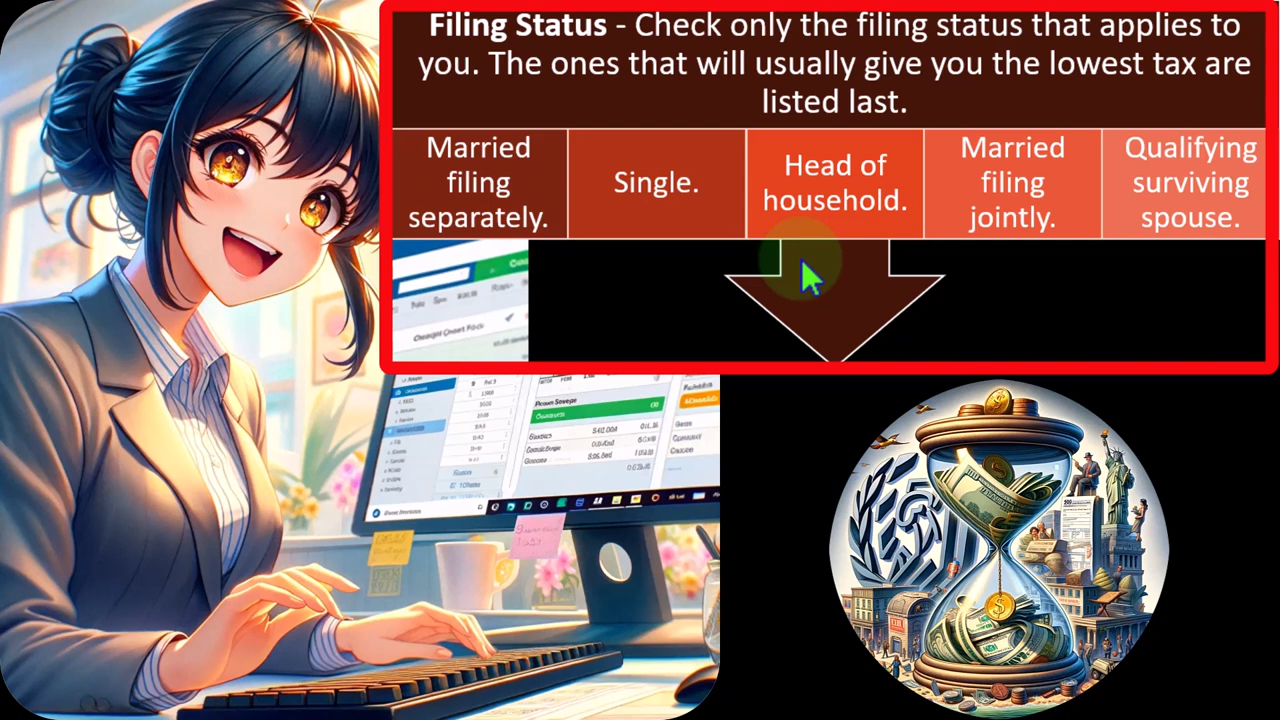 Filing Status - Check only the filing status that applies to
you. The ones that will usually give you the lowest tax are
listed last.
Married
filing
separately.
Single.
Head of
household.
Married
filing
jointly.
Qualifying
surviving
spouse.